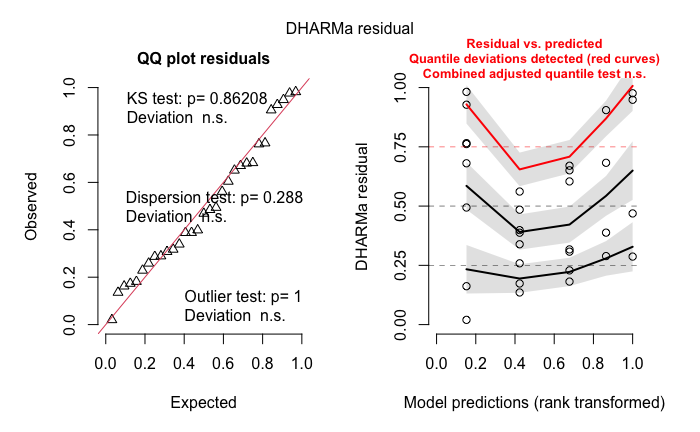 DHARMa residual
QQ plot residuals
Residual vs. predicted
Quantile deviations detected (red curves)
Combined adjusted quantile test n.s.
KS test: p= 0.86208
Deviation n.s.
Dispersion test: p= 0.288
Deviation n.s.
Outlier test: p= 1
Deviation n.s.
Observed
0.0
0.2
0.4
0.6
0.8
1.0
0.0
0.2
0.4
0.6
0.8
1.0
Expected
DHARMa residual
0.00
0.25
0.50
0.75
1.00
0.0
0.2
0.4
0.6
0.8
1.0
Model predictions (rank transformed)